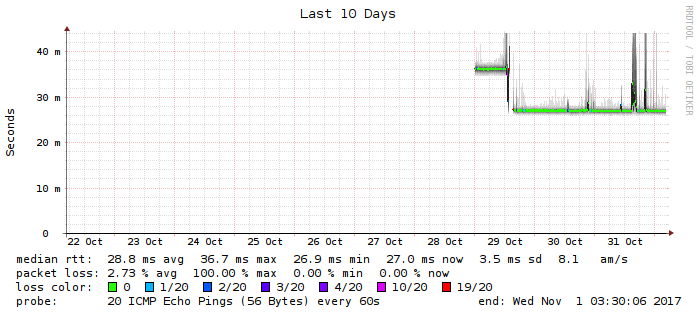 Last 10 Days
RRDTOOL / TOBI OETIKER
Seconds
40 m
30 m
20 m
10 m
0
22 Oct 23 Oct 24 Oct 25 Oct 26 Oct 27 Oct 28 Oct 29 Oct 30 Oct 31 Oct
median rtt: 28.8 ms avg 36.7 ms max 26.9 ms min 27.0 ms now 3.5 ms sd 8.1 am/s
packet loss: 2.73 % avg 100.00 % max 0.00 % min 0.00 % now
loss color: 0 1/20 2/20 3/20 4/20 10/20 19/20
probe: 20 ICMP Echo Pings (56 Bytes) every 60s end: Wed Nov 1 03:30:06 2017